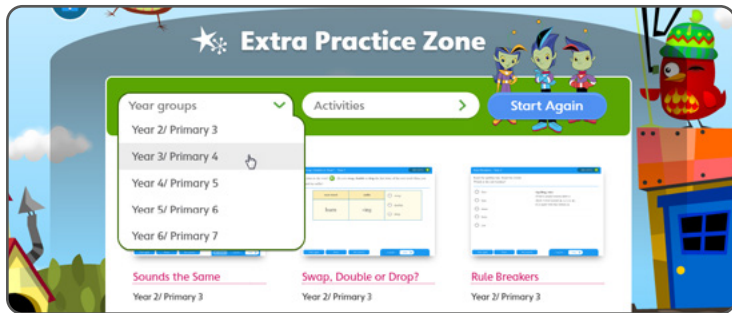 Extra Practice Zone
Year groups
Activities
Start Again
Year 2/ Primary 3
Year 3/ Primary 4
Year 4/ Primary 5
Year 5/ Primary 6
Year 6/ Primary 7
Sounds the Same
Swap, Double or Drop?
Rule Breakers
Year 2/ Primary 3
Year 2/ Primary 3
Year 2/ Primary 3